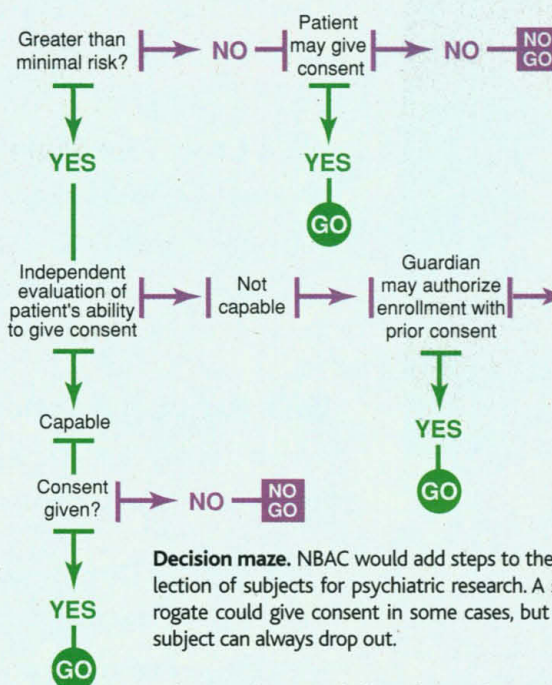 Greater than
minimal risk?
NO
Patient
may give
consent
NO
NO
GO
YES
YES
GO
Independent
evaluation of
patient's ability
to give consent
Not
capable
Guardian
may authorize
enrollment with
prior consent
Capable
YES
GO
Consent
given?
NO
NO
GO
YES
GO
Decision maze. NBAC would add steps to the
lection of subjects for psychiatric research. A
rogate could give consent in some cases, but
subject can always drop out.